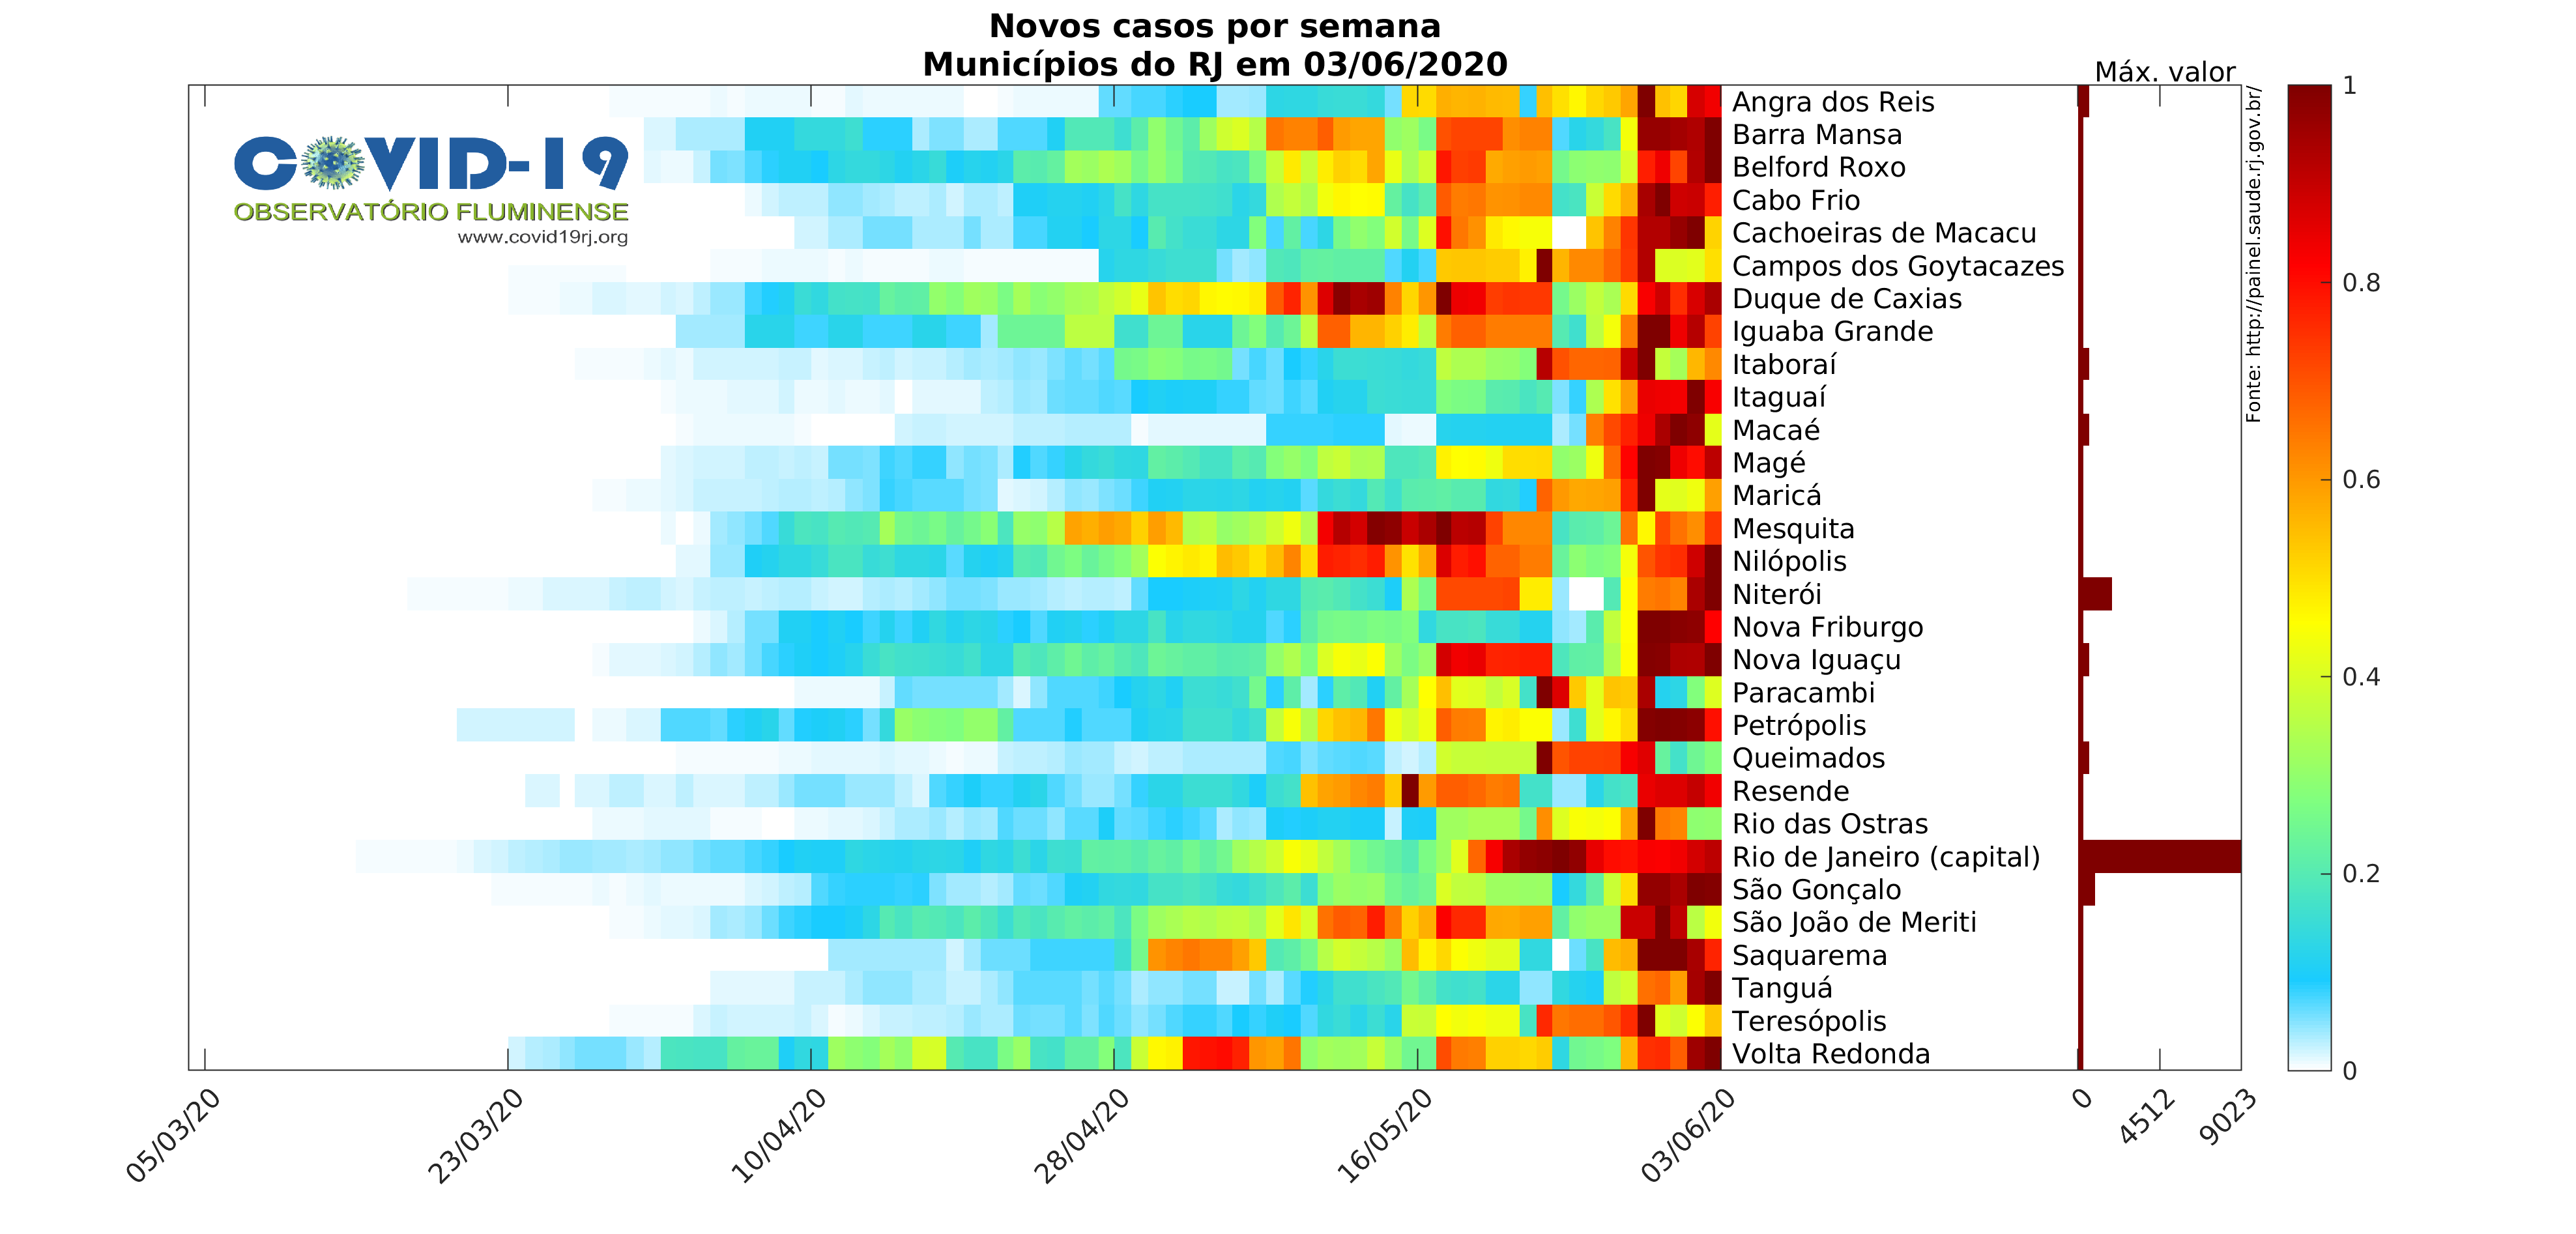 Novos casos por semana
Municípios do RJ em 03/06/2020
Máx. valor
COVID-19
OBSERVATÓRIO FLUMINENSE
www.covid19rj.org
Angra dos Reis
Barra Mansa
Belford Roxo
Cabo Frio
Cachoeiras de Macacu
Campos dos Goytacazes
Duque de Caxias
Iguaba Grande
Itaboraí
Itaguaí
Macaé
Magé
Maricá
Mesquita
Nilópolis
Niterói
Nova Friburgo
Nova Iguaçu
Paracambi
Petrópolis
Queimados
Resende
Rio das Ostras
Rio de Janeiro (capital)
São Gonçalo
São João de Meriti
Saquarema
Tanguá
Teresópolis
Volta Redonda
Fonte: http://painel.saude.rj.gov.br/
1
0.8
0.6
0.4
0.2
0
05/03/20
23/03/20
10/04/20
28/04/20
16/05/20
03/06/20
0
4512
9023